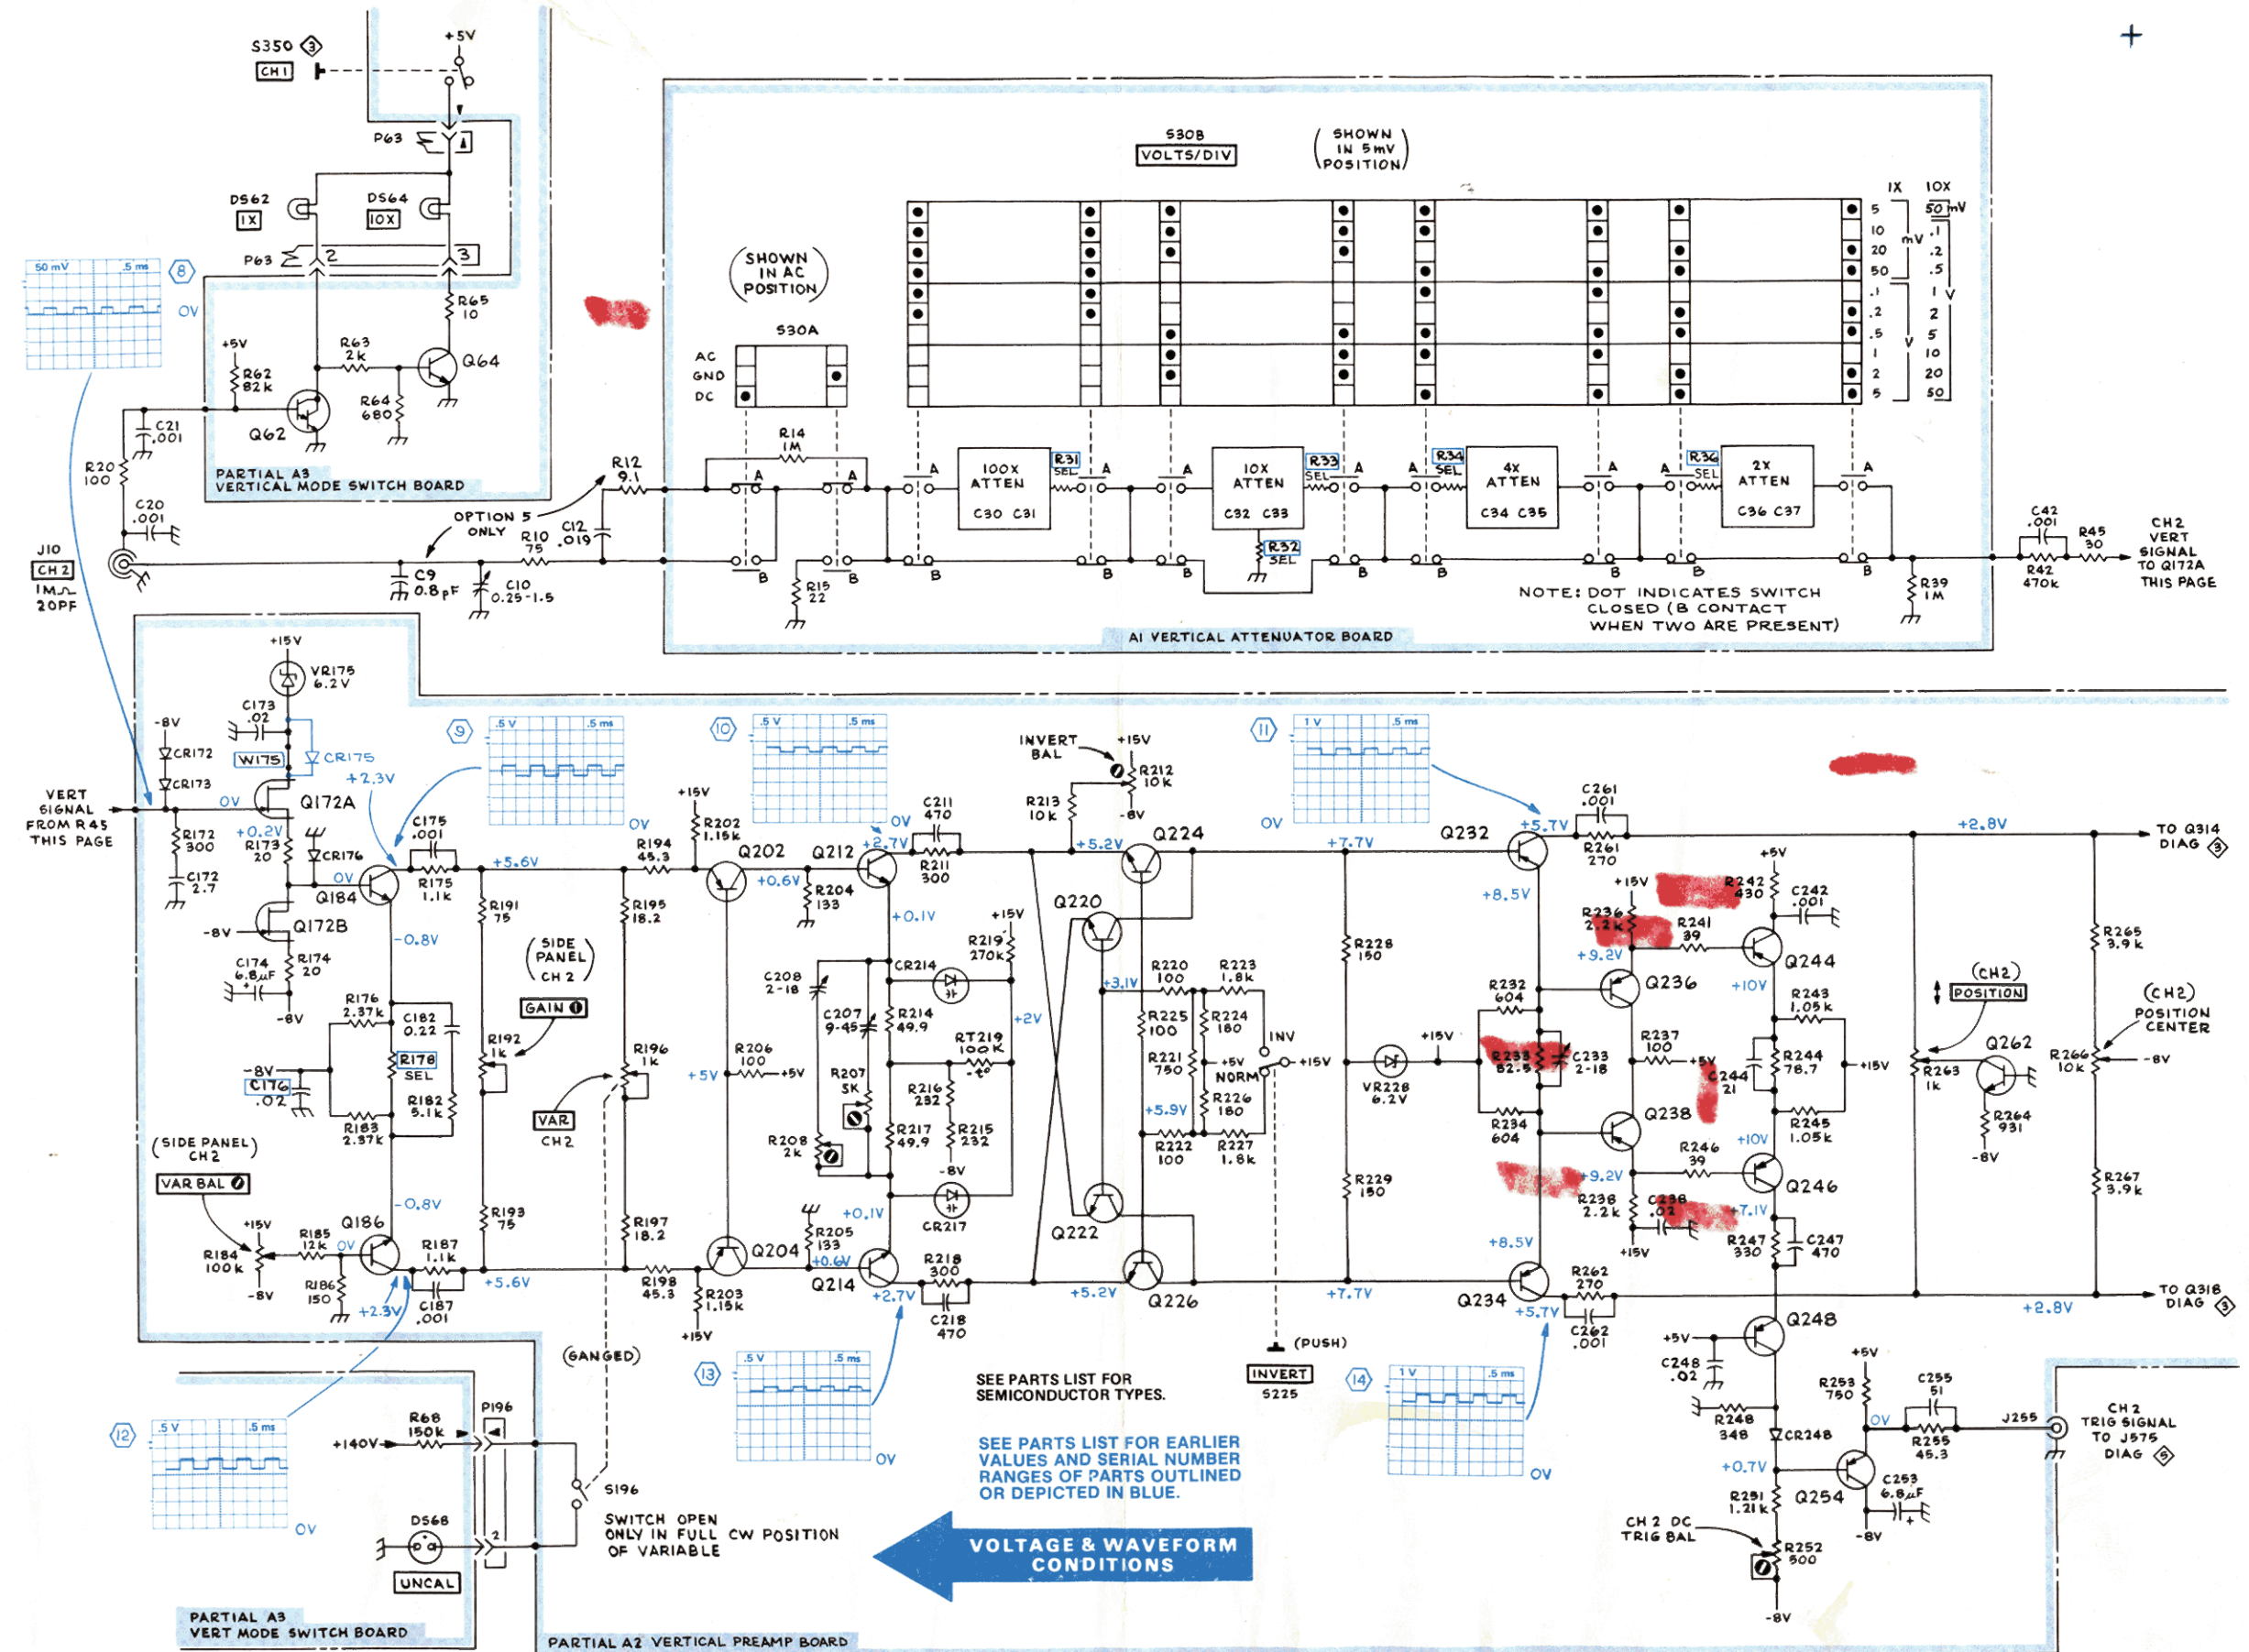 +5V
S350 3
CH1
P63
DS62
1X
DS64
10X
P63 2 3
50 mV .5 ms
8
0V
R65
10
+5V
R63
2k
Q64
R62
82k
R64
680
C21
.001
Q62
R20
100
PARTIAL A3
VERTICAL MODE SWITCH BOARD
C20
.001
J10
CH 2
1MΩ
20PF
OPTION 5
ONLY
R12
9.1
R10
75
C12
.019
C9
0.8pF
C10
0.25-1.5
S30B
VOLTS/DIV
(SHOWN
IN 5mV
POSITION)
(SHOWN
IN AC
POSITION)
S30A
AC
GND
DC
1X 10X
5 50 mV
10 .1
mV
20 .2
50 .5
.1 1 V
.2 2
.5 5
V
1 10
2 20
5 50
R14
1M
A A A A A A A A A A
100X
ATTEN
C30 C31
R31
SEL
10X
ATTEN
C32 C33
R33
SEL
R32
SEL
R34
SEL
4X
ATTEN
C34 C35
R36
SEL
2X
ATTEN
C36 C37
B B B B B B B B B B
R15
22
NOTE: DOT INDICATES SWITCH
CLOSED (B CONTACT
WHEN TWO ARE PRESENT)
R39
1M
C42
.001
R45
30
R42
470k
CH2
VERT
SIGNAL
TO Q172A
THIS PAGE
A1 VERTICAL ATTENUATOR BOARD
+15V
VR175
6.2V
C173
.02
-8V
CR172
W175
CR175
CR173
+2.3V
VERT
SIGNAL
FROM R45
THIS PAGE
0V
Q172A
+0.2V
R172
300
R173
20
CR176
C172
2.7
0V
Q184
Q172B
-8V
C174
6.8µF
R174
20
-8V
9
.5 V .5 ms
0V
C175
.001
R175
1.1k
+5.6V
R191
75
-0.8V
(SIDE
PANEL)
CH 2
GAIN
R176
2.37k
C182
0.22
R192
1k
R178
SEL
-8V
C176
.02
R182
5.1k
R183
2.37k
(SIDE PANEL)
CH2
VAR BAL
-0.8V
+15V
R184
100k
-8V
R185
12k
0V
Q186
R186
150
R187
1.1k
C187
.001
+2.3V
R193
75
+5.6V
10
.5 V .5 ms
0V
+15V
R202
1.15k
R194
45.3
Q202
+0.6V
R204
133
R195
18.2
R196
1k
VAR
CH2
R206
100
+5V
+5V
R197
18.2
R198
45.3
R203
1.15k
+15V
Q204
R205
133
+0.6V
Q212
+2.7V
C211
470
R211
300
+0.1V
+15V
R219
270k
CR214
C208
2-18
C207
9-45
R214
49.9
+2V
RT219
100K
-t°
R207
5K
R216
232
R208
2k
R217
49.9
R215
232
-8V
CR217
+0.1V
Q214
+2.7V
R218
300
C218
470
INVERT
BAL
+15V
R212
10k
-8V
R213
10k
+5.2V
Q224
Q220
+3.1V
R220
100
R223
1.8k
R225
100
R224
180
INV
R221
750
+5V
NORM
+15V
R226
180
+5.9V
R222
100
R227
1.8k
Q222
Q226
+5.2V
(PUSH)
INVERT
S225
11
1 V .5 ms
0V
+7.7V
R228
150
VR228
6.2V
+15V
R229
150
+7.7V
Q232
+5.7V
C261
.001
R261
270
+8.5V
R232
604
R233
82.5
C233
2-18
R234
604
+8.5V
Q234
+5.7V
R262
270
C262
.001
+15V
R236
2.2k
R241
39
R242
430
+5V
C242
.001
+9.2V
Q244
Q236
+10V
R237
100
+5V
R243
1.05k
C244
21
R244
78.7
+15V
Q238
R245
1.05k
+10V
R246
39
+9.2V
R238
2.2k
C238
.02
Q246
+7.1V
+15V
R247
330
C247
470
+5V
Q248
C248
.02
R248
348
CR248
+0.7V
R251
1.21k
CH 2 DC
TRIG BAL
R252
500
-8V
+5V
R253
750
C255
51
0V
R255
45.3
Q254
C253
6.8µF
-8V
J255
CH 2
TRIG SIGNAL
TO J575
DIAG 5
+2.8V
TO Q314
DIAG 3
R265
3.9k
(CH2)
POSITION
(CH2)
POSITION
CENTER
R263
1k
Q262
R266
10k
-8V
R264
931
-8V
R267
3.9k
TO Q318
DIAG 3
+2.8V
(GANGED)
12
.5 V .5 ms
0V
13
.5 V .5 ms
0V
14
1 V .5 ms
0V
+140V
R68
150k
P196
2
S196
DS68
UNCAL
SWITCH OPEN
ONLY IN FULL CW POSITION
OF VARIABLE
SEE PARTS LIST FOR
SEMICONDUCTOR TYPES.
SEE PARTS LIST FOR EARLIER
VALUES AND SERIAL NUMBER
RANGES OF PARTS OUTLINED
OR DEPICTED IN BLUE.
VOLTAGE & WAVEFORM
CONDITIONS
PARTIAL A3
VERT MODE SWITCH BOARD
PARTIAL A2 VERTICAL PREAMP BOARD